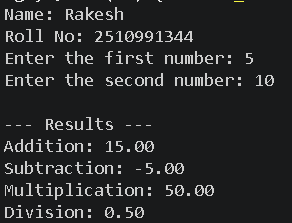 Name: Rakesh
Roll No: 2510991344
Enter the first number: 5
Enter the second number: 10
--- Results ---
Addition: 15.00
Subtraction: -5.00
Multiplication: 50.00
Division: 0.50